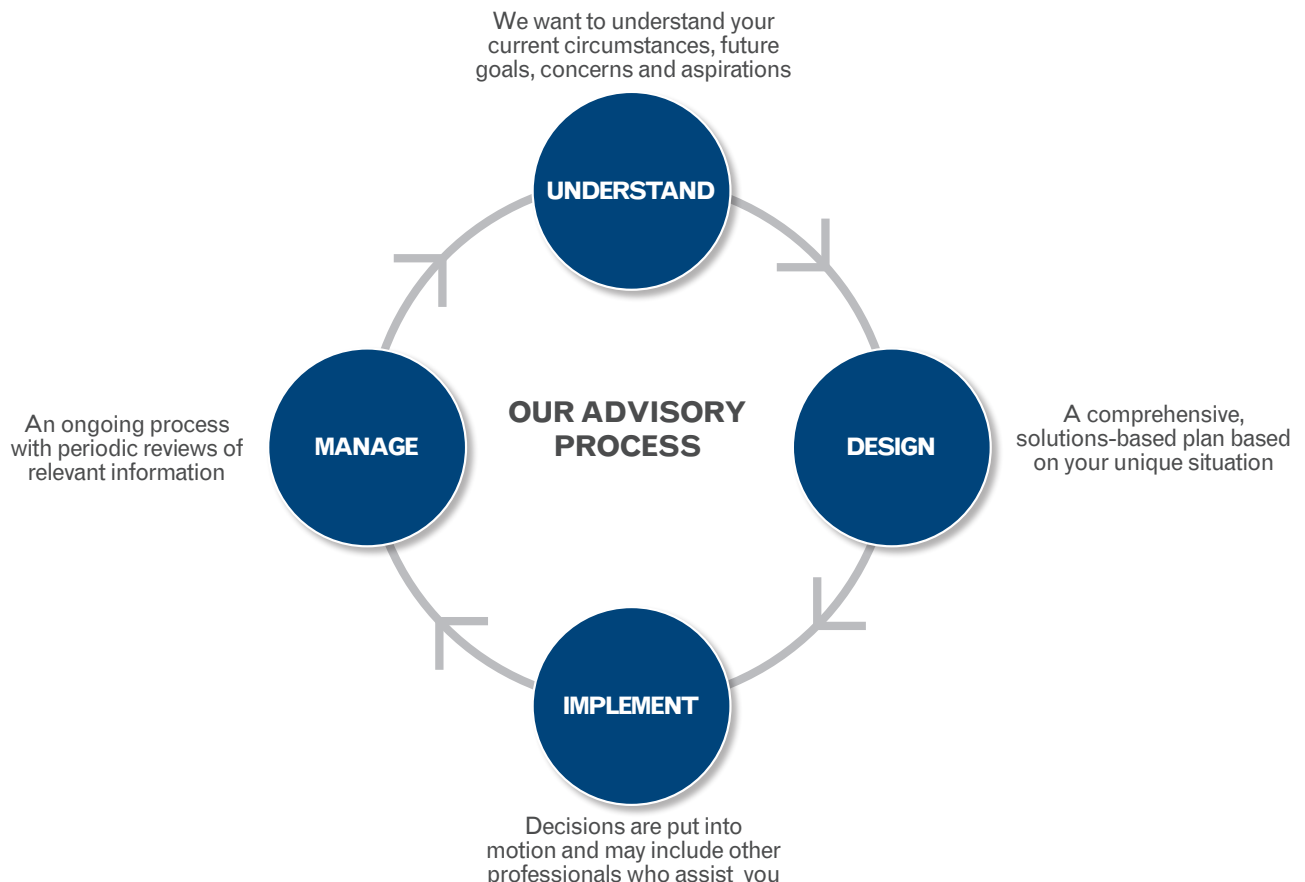 We want to understand your
current circumstances, future
goals, concerns and aspirations
UNDERSTAND
OUR ADVISORY
PROCESS
DESIGN
A comprehensive,
solutions-based plan based
on your unique situation
IMPLEMENT
Decisions are put into
motion and may include other
professionals who assist you
MANAGE
An ongoing process
with periodic reviews of
relevant information